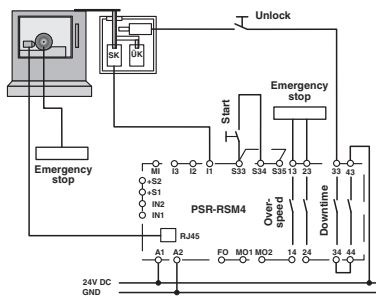 Unlock
SK
ÜK
Emergency
stop
Start
Emergency
stop
MI
I3
I2
I1
S33
S34
S35
13
23
33
43
+S2
+S1
IN2
IN1
PSR-RSM4
Over-
speed
Downtime
RJ45
A1
A2
FO
MO1
MO2
14
24
34
44
24V DC
GND